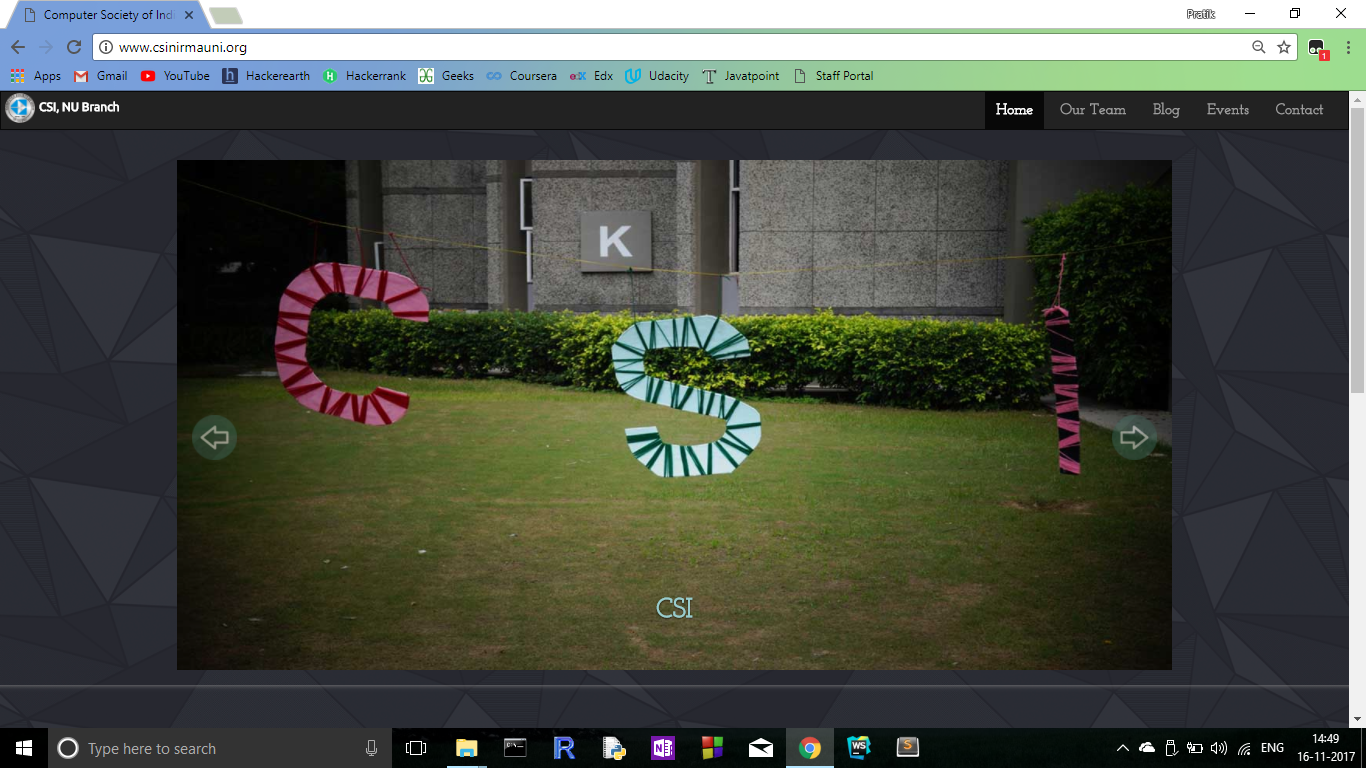 Computer Society of Indi
Pratik
www.csinirmauni.org
1
Apps Gmail YouTube Hackerearth Hackerrank Geeks Coursera Edx Udacity Javatpoint Staff Portal
CSI, NU Branch
Home Our Team Blog Events Contact
K
C S I
CSI
Type here to search
ENG
14:49
16-11-2017